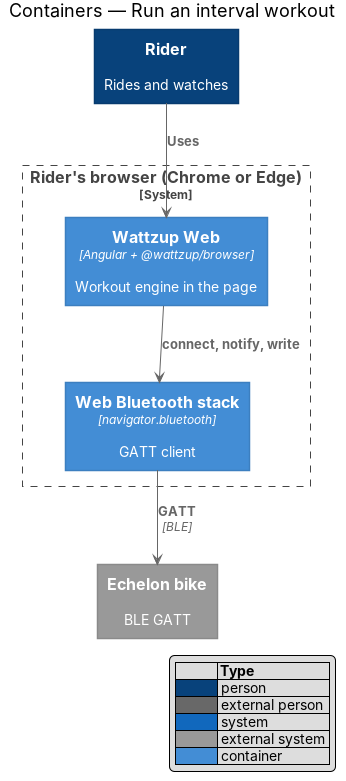 Containers — Run an interval workout
Rider
Rides and watches
Uses
Rider's browser (Chrome or Edge)
[System]
Wattzup Web
[Angular + @wattzup/browser]
Workout engine in the page
connect, notify, write
Web Bluetooth stack
[navigator.bluetooth]
GATT client
GATT
[BLE]
Echelon bike
BLE GATT
Type
person
external person
system
external system
container